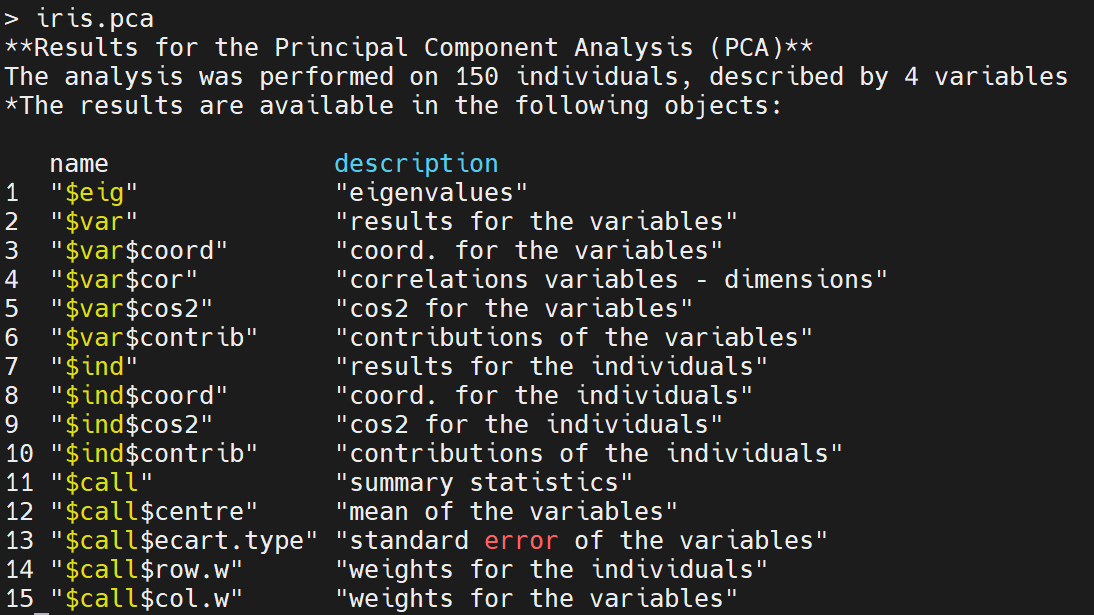 > iris.pca
**Results for the Principal Component Analysis (PCA)**
The analysis was performed on 150 individuals, described by 4 variables
*The results are available in the following objects:
name description
1 "$eig" "eigenvalues"
2 "$var" "results for the variables"
3 "$var$coord" "coord. for the variables"
4 "$var$cor" "correlations variables - dimensions"
5 "$var$cos2" "cos2 for the variables"
6 "$var$contrib" "contributions of the variables"
7 "$ind" "results for the individuals"
8 "$ind$coord" "coord. for the individuals"
9 "$ind$cos2" "cos2 for the individuals"
10 "$ind$contrib" "contributions of the individuals"
11 "$call" "summary statistics"
12 "$call$centre" "mean of the variables"
13 "$call$ecart.type" "standard error of the variables"
14 "$call$row.w" "weights for the individuals"
15 "$call$col.w" "weights for the variables"